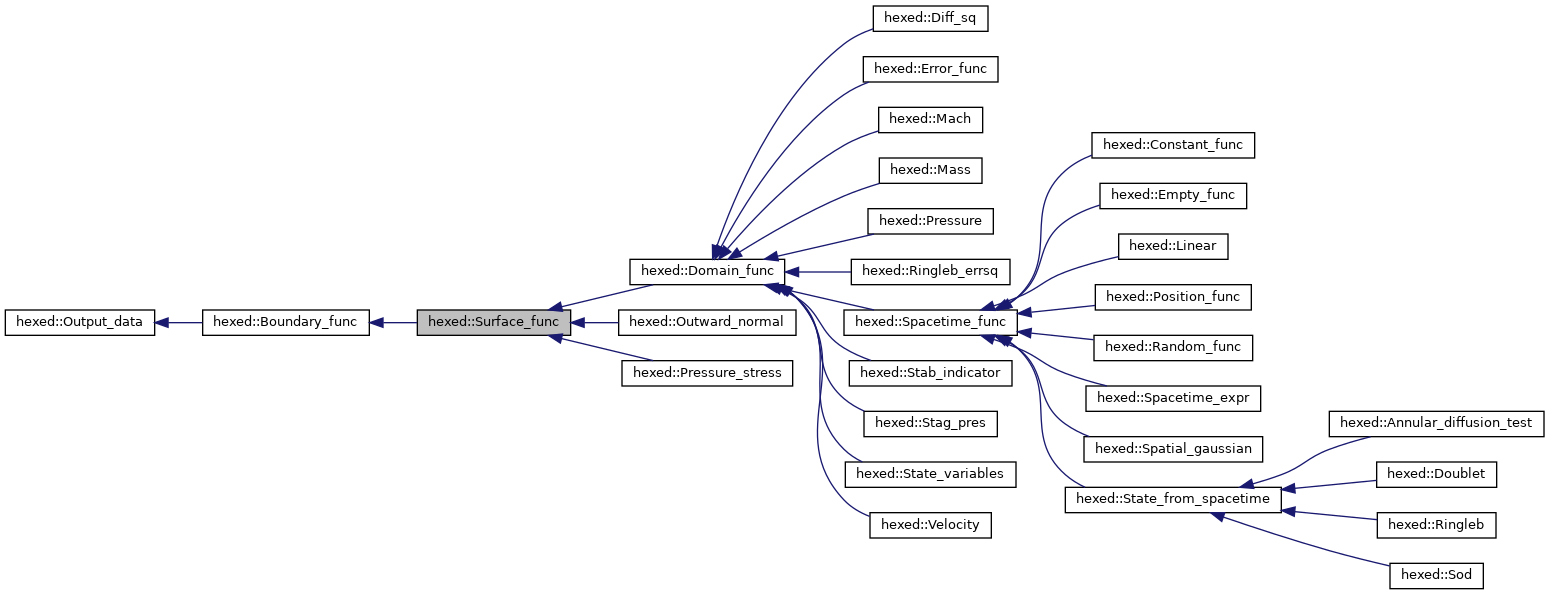 hexed::Output_data
hexed::Boundary_func
hexed::Surface_func
hexed::Domain_func
hexed::Outward_normal
hexed::Pressure_stress
hexed::Diff_sq
hexed::Error_func
hexed::Mach
hexed::Mass
hexed::Pressure
hexed::Ringleb_errsq
hexed::Spacetime_func
hexed::Stab_indicator
hexed::Stag_pres
hexed::State_variables
hexed::Velocity
hexed::Constant_func
hexed::Empty_func
hexed::Linear
hexed::Position_func
hexed::Random_func
hexed::Spacetime_expr
hexed::Spatial_gaussian
hexed::State_from_spacetime
hexed::Annular_diffusion_test
hexed::Doublet
hexed::Ringleb
hexed::Sod